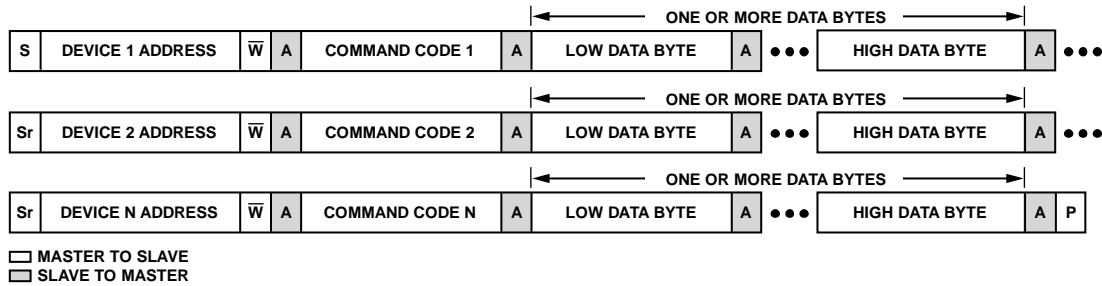 ONE OR MORE DATA BYTES
S DEVICE 1 ADDRESS W̅ A COMMAND CODE 1 A LOW DATA BYTE A ••• HIGH DATA BYTE A •••
ONE OR MORE DATA BYTES
Sr DEVICE 2 ADDRESS W̅ A COMMAND CODE 2 A LOW DATA BYTE A ••• HIGH DATA BYTE A •••
ONE OR MORE DATA BYTES
Sr DEVICE N ADDRESS W̅ A COMMAND CODE N A LOW DATA BYTE A ••• HIGH DATA BYTE A P
MASTER TO SLAVE
SLAVE TO MASTER